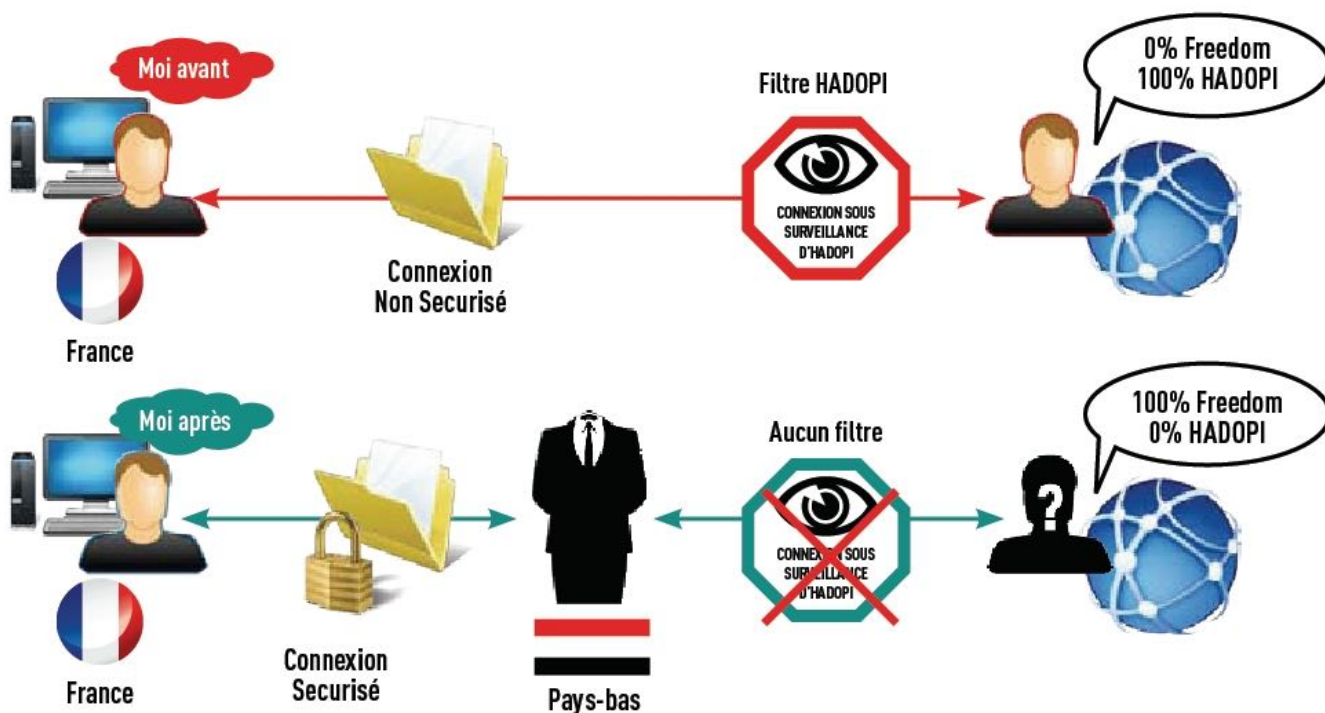 Moi avant
0% Freedom
100% HADOPI
Filtre HADOPI
CONNEXION SOUS
SURVEILLANCE
D'HADOPI
Connexion
Non Securisé
France
Moi après
100% Freedom
0% HADOPI
Aucun filtre
CONNEXION SOUS
SURVEILLANCE
D'HADOPI
?
Connexion
Securisé
France
Pays-bas